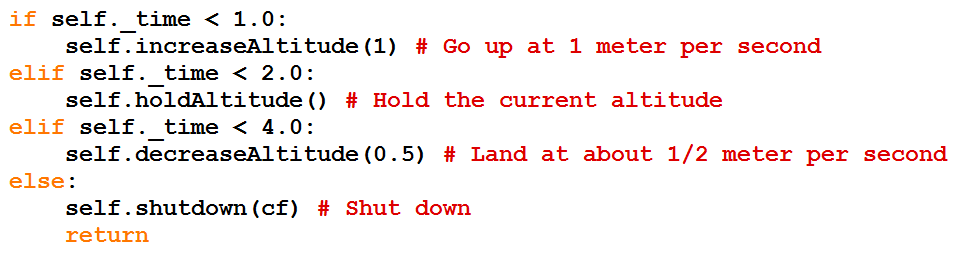 if self._time < 1.0:
    self.increaseAltitude(1) # Go up at 1 meter per second
elif self._time < 2.0:
    self.holdAltitude() # Hold the current altitude
elif self._time < 4.0:
    self.decreaseAltitude(0.5) # Land at about 1/2 meter per second
else:
    self.shutdown(cf) # Shut down
    return